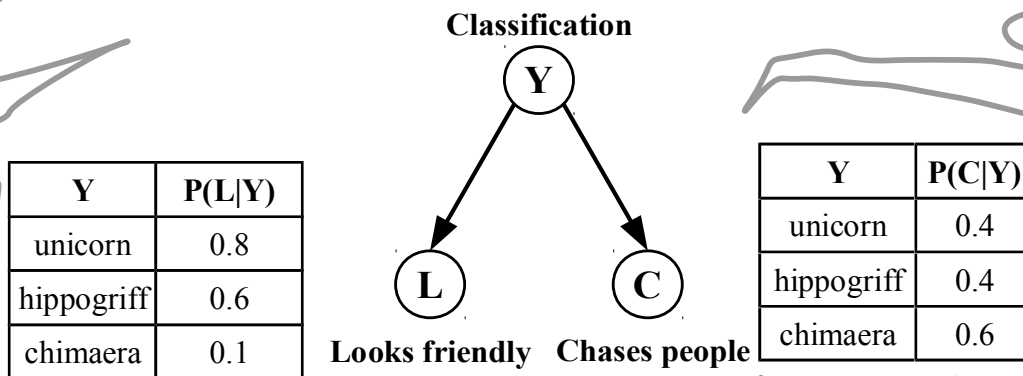 Classification
Y
Y P(L|Y)
unicorn 0.8
hippogriff 0.6
chimaera 0.1
L
C
Looks friendly Chases people
Y P(C|Y)
unicorn 0.4
hippogriff 0.4
chimaera 0.6